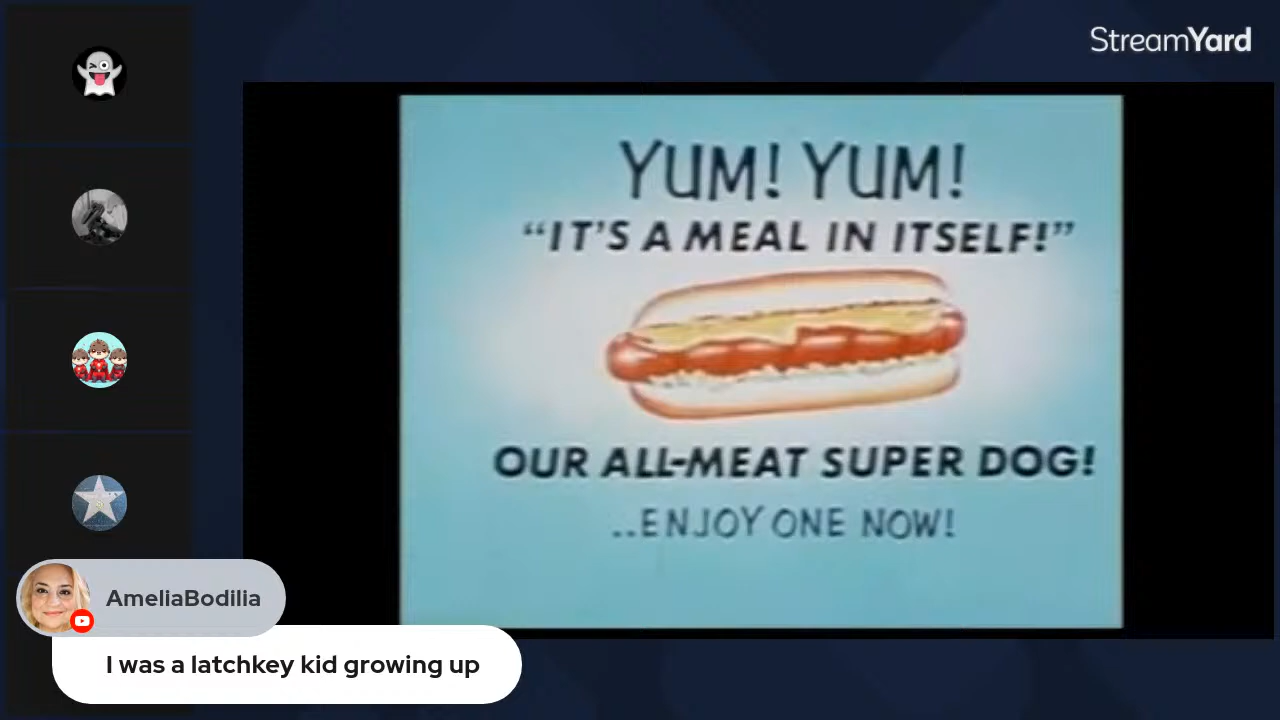 StreamYard
YUM! YUM!
“IT'S A MEAL IN ITSELF!”
OUR ALL-MEAT SUPER DOG!
..ENJOY ONE NOW!
AmeliaBodilia
I was a latchkey kid growing up